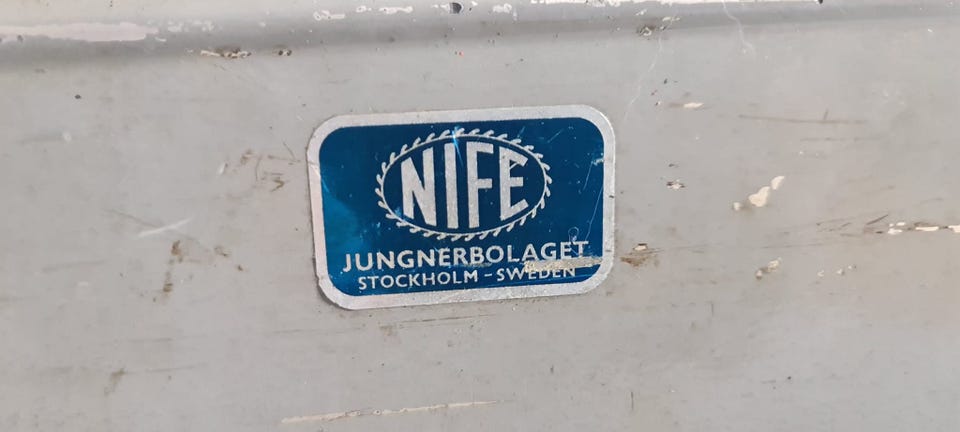 NIFE
JUNGNERBOLAGET
STOCKHOLM - SWEDEN